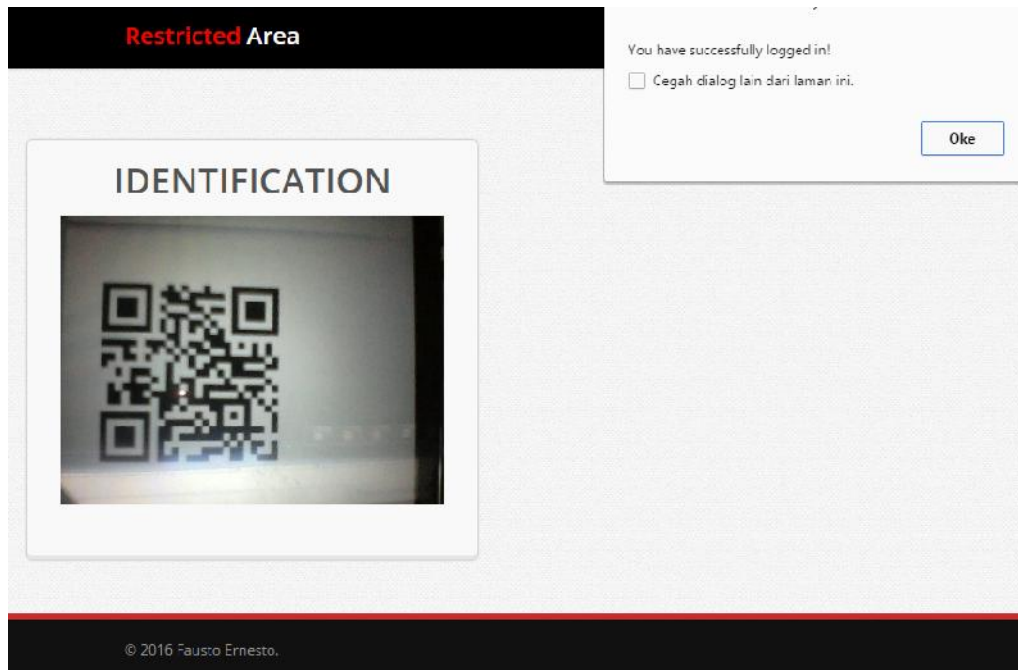 Restricted Area
You have successfully logged in!
Cegah dialog lain dari laman ini.
Oke
IDENTIFICATION
© 2016 Fausto Ernesto.